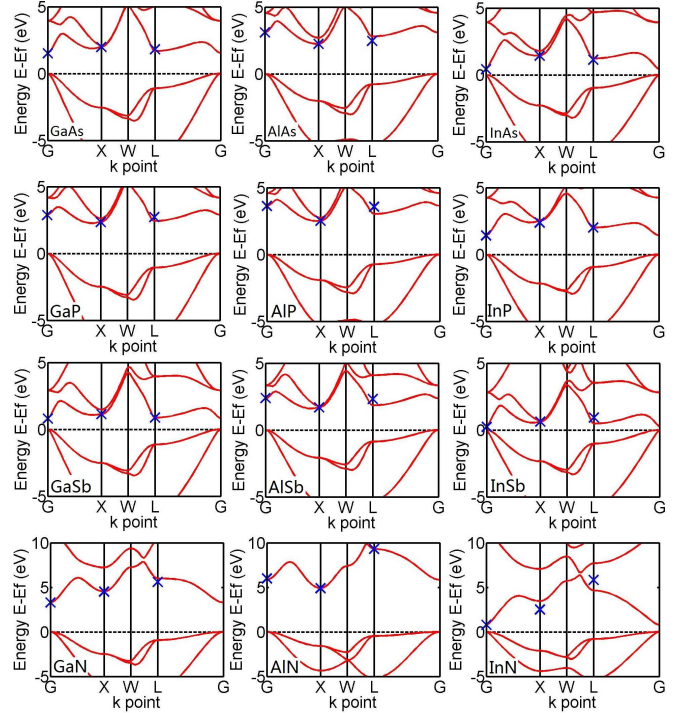 Energy E-Ef (eV)
5
0
-5
GaAs
G X W L G
k point
Energy E-Ef (eV)
5
0
-5
AlAs
G X W L G
k point
Energy E-Ef (eV)
5
0
-5
InAs
G X W L G
k point
Energy E-Ef (eV)
5
0
-5
GaP
G X W L G
k point
Energy E-Ef (eV)
5
0
-5
AlP
G X W L G
k point
Energy E-Ef (eV)
5
0
-5
InP
G X W L G
k point
Energy E-Ef (eV)
5
0
-5
GaSb
G X W L G
k point
Energy E-Ef (eV)
5
0
-5
AlSb
G X W L G
k point
Energy E-Ef (eV)
5
0
-5
InSb
G X W L G
k point
Energy E-Ef (eV)
10
5
0
-5
GaN
G X W L G
k point
Energy E-Ef (eV)
10
5
0
-5
AlN
G X W L G
k point
Energy E-Ef (eV)
10
5
0
-5
InN
G X W L G
k point